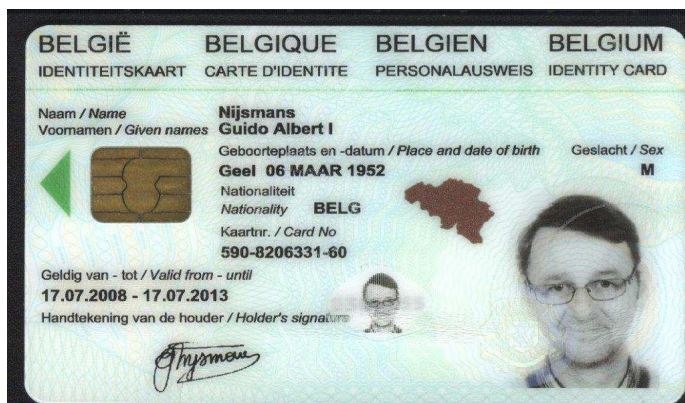 BELGIË BELGIQUE BELGIEN BELGIUM
IDENTITEITSKAART CARTE D'IDENTITE PERSONALAUSWEIS IDENTITY CARD
Naam / Name Nijsmans
Voornamen / Given names Guido Albert I
Geboorteplaats en -datum / Place and date of birth Geslacht / Sex
Geel 06 MAAR 1952 M
Nationaliteit
Nationality BELG
Kaartnr. / Card No
590-8206331-60
Geldig van - tot / Valid from - until
17.07.2008 - 17.07.2013
Handtekening van de houder / Holder's signature